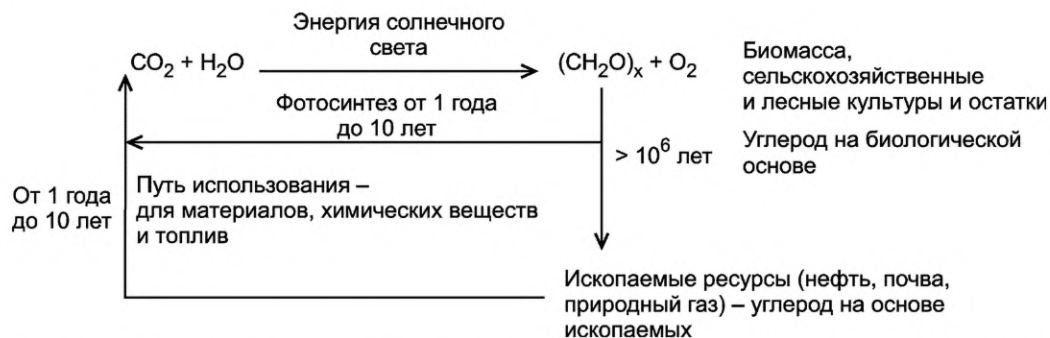 Энергия солнечного
света
CO₂ + H₂O
(CH₂O)ₓ + O₂
Биомасса,
сельскохозяйственные
и лесные культуры и остатки
Фотосинтез от 1 года
до 10 лет
> 10⁶ лет
Углерод на биологической
основе
От 1 года
до 10 лет
Путь использования –
для материалов, химических веществ
и топлив
Ископаемые ресурсы (нефть, почва,
природный газ) – углерод на основе
ископаемых